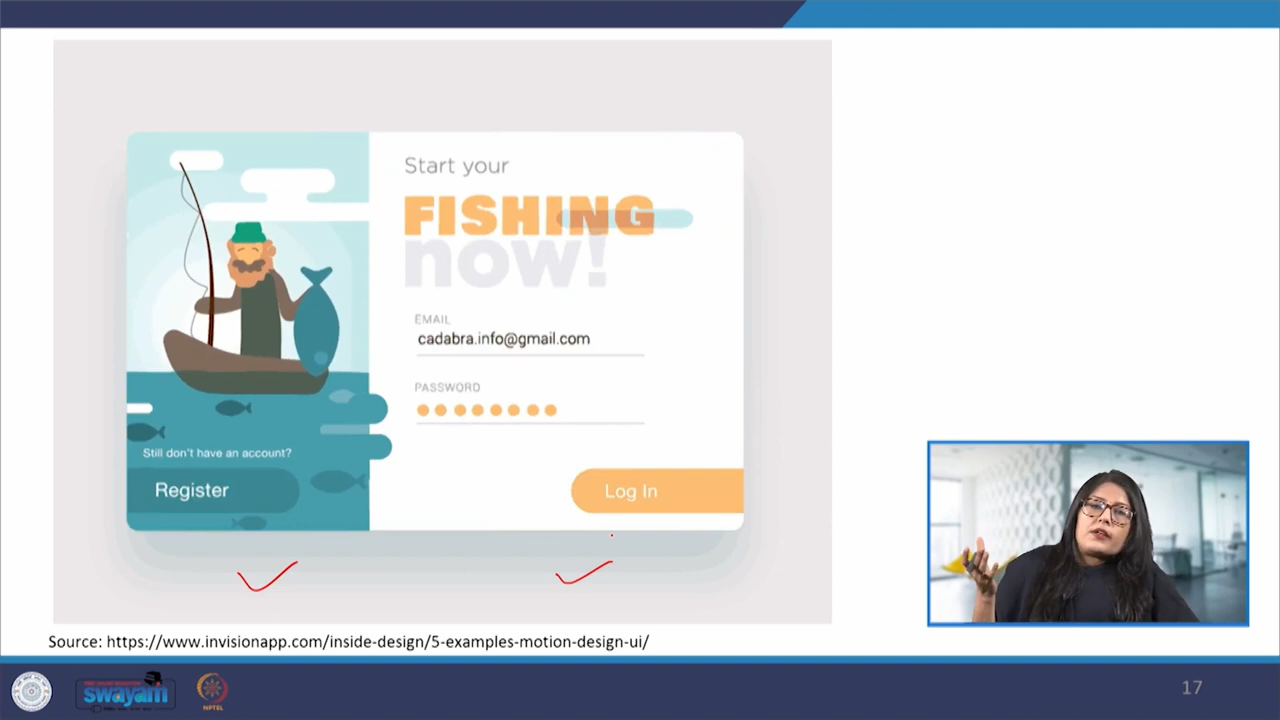 Start your
FISHING
now!
EMAIL
cadabra.info@gmail.com
PASSWORD
Still don't have an account?
Register
Log In
Source: https://www.invisionapp.com/inside-design/5-examples-motion-design-ui/
swayam
NPTEL
17